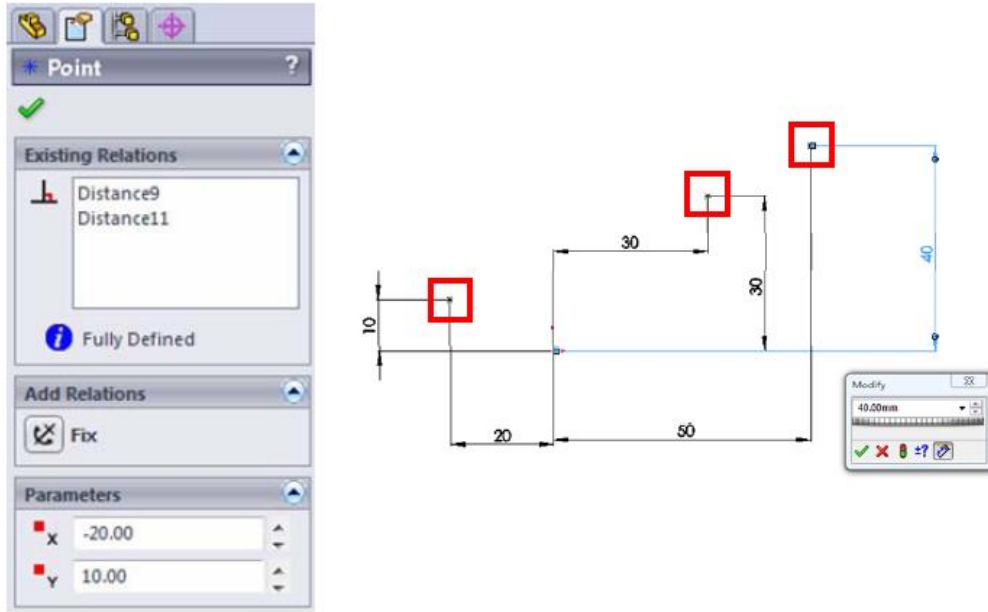 Point ?
Existing Relations
Distance9
Distance11
Fully Defined
Add Relations
Fix
Parameters
X -20.00
Y 10.00
30
30
40
10
20
50
Modify
40.00mm
±?